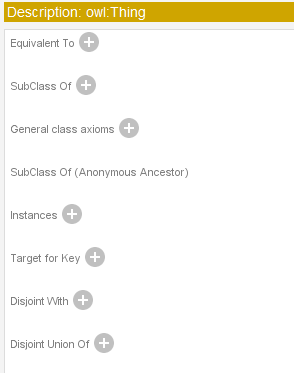 Description: owl:Thing
Equivalent To
SubClass Of
General class axioms
SubClass Of (Anonymous Ancestor)
Instances
Target for Key
Disjoint With
Disjoint Union Of